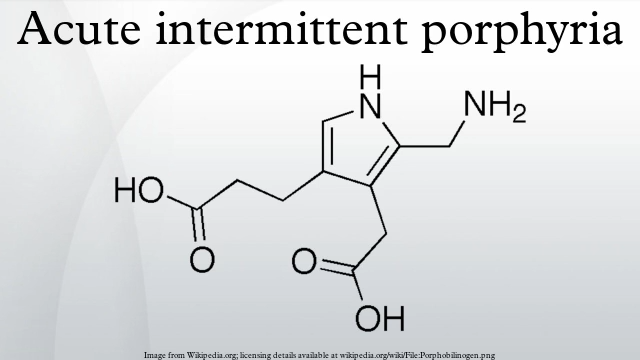 Acute intermittent porphyria
H
N
NH2
HO
O
O
OH
Image from Wikipedia.org; licensing details available at wikipedia.org/wiki/File:Porphobilinogen.png